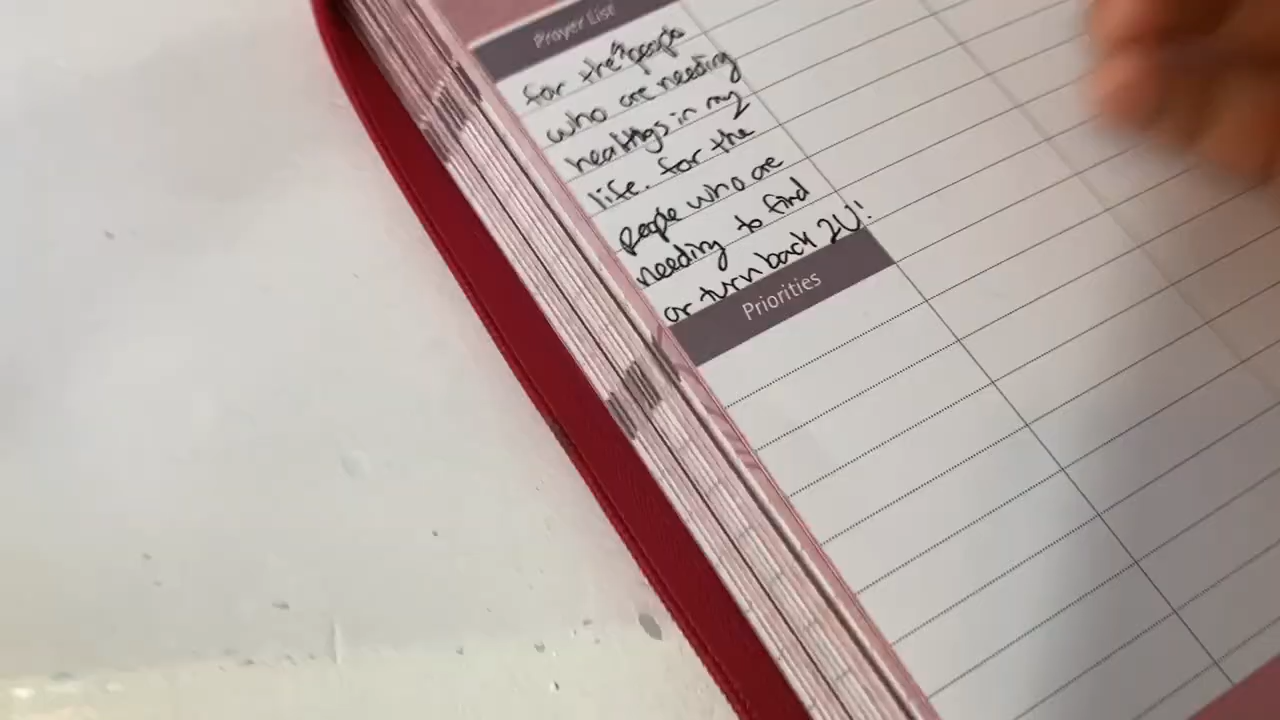 Prayer List
for the people
who are needing
healings in my
life. for the
people who are
needing to find
or turn back 2U!
Priorities